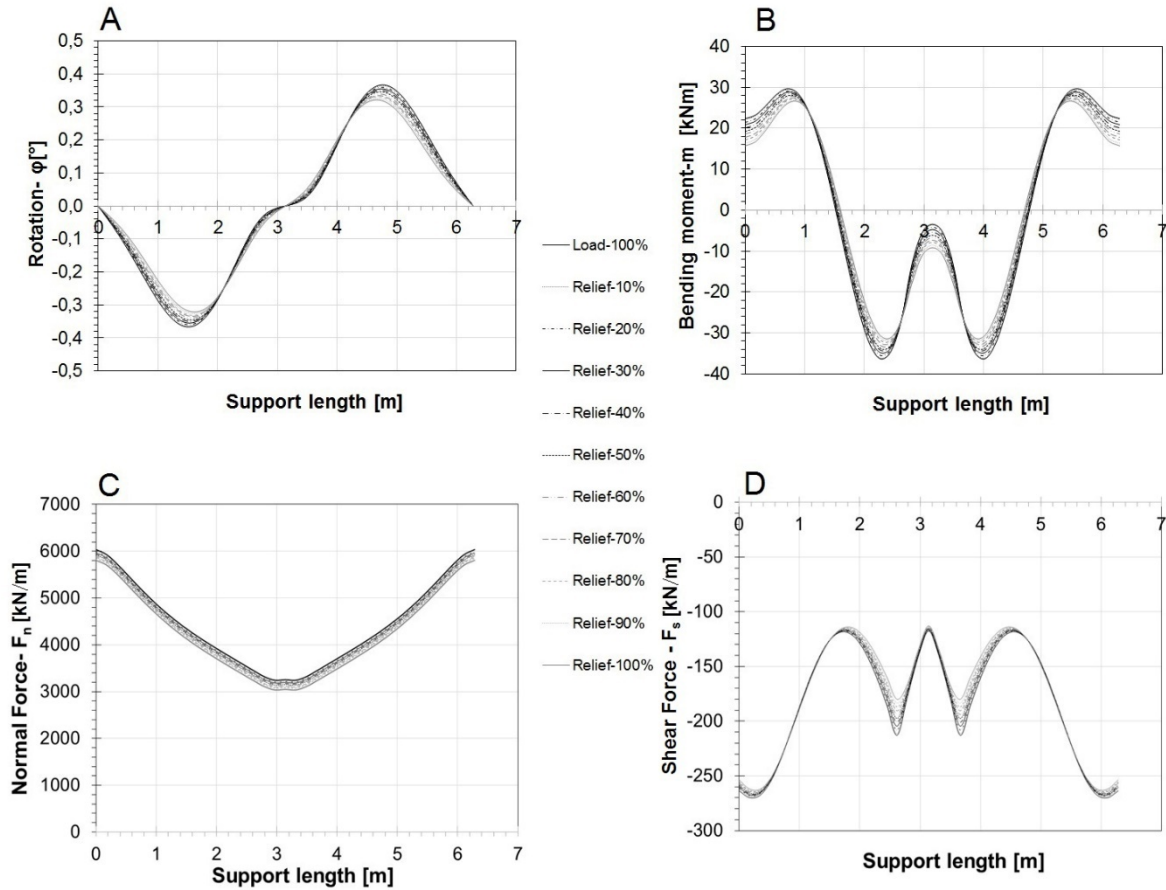 A
0,5
0,4
0,3
0,2
0,1
0,0
-0,1
-0,2
-0,3
-0,4
-0,5
0 1 2 3 4 5 6 7
Rotation- φ[°]
Support length [m]
B
40
30
20
10
0
-10
-20
-30
-40
0 1 2 3 4 5 6 7
Bending moment-m [kNm]
Support length [m]
Load-100%
Relief-10%
Relief-20%
Relief-30%
Relief-40%
Relief-50%
Relief-60%
Relief-70%
Relief-80%
Relief-90%
Relief-100%
C
7000
6000
5000
4000
3000
2000
1000
0
0 1 2 3 4 5 6 7
Normal Force- Fn [kN/m]
Support length [m]
D
0
-50
-100
-150
-200
-250
-300
0 1 2 3 4 5 6 7
Shear Force - Fs [kN/m]
Support length [m]